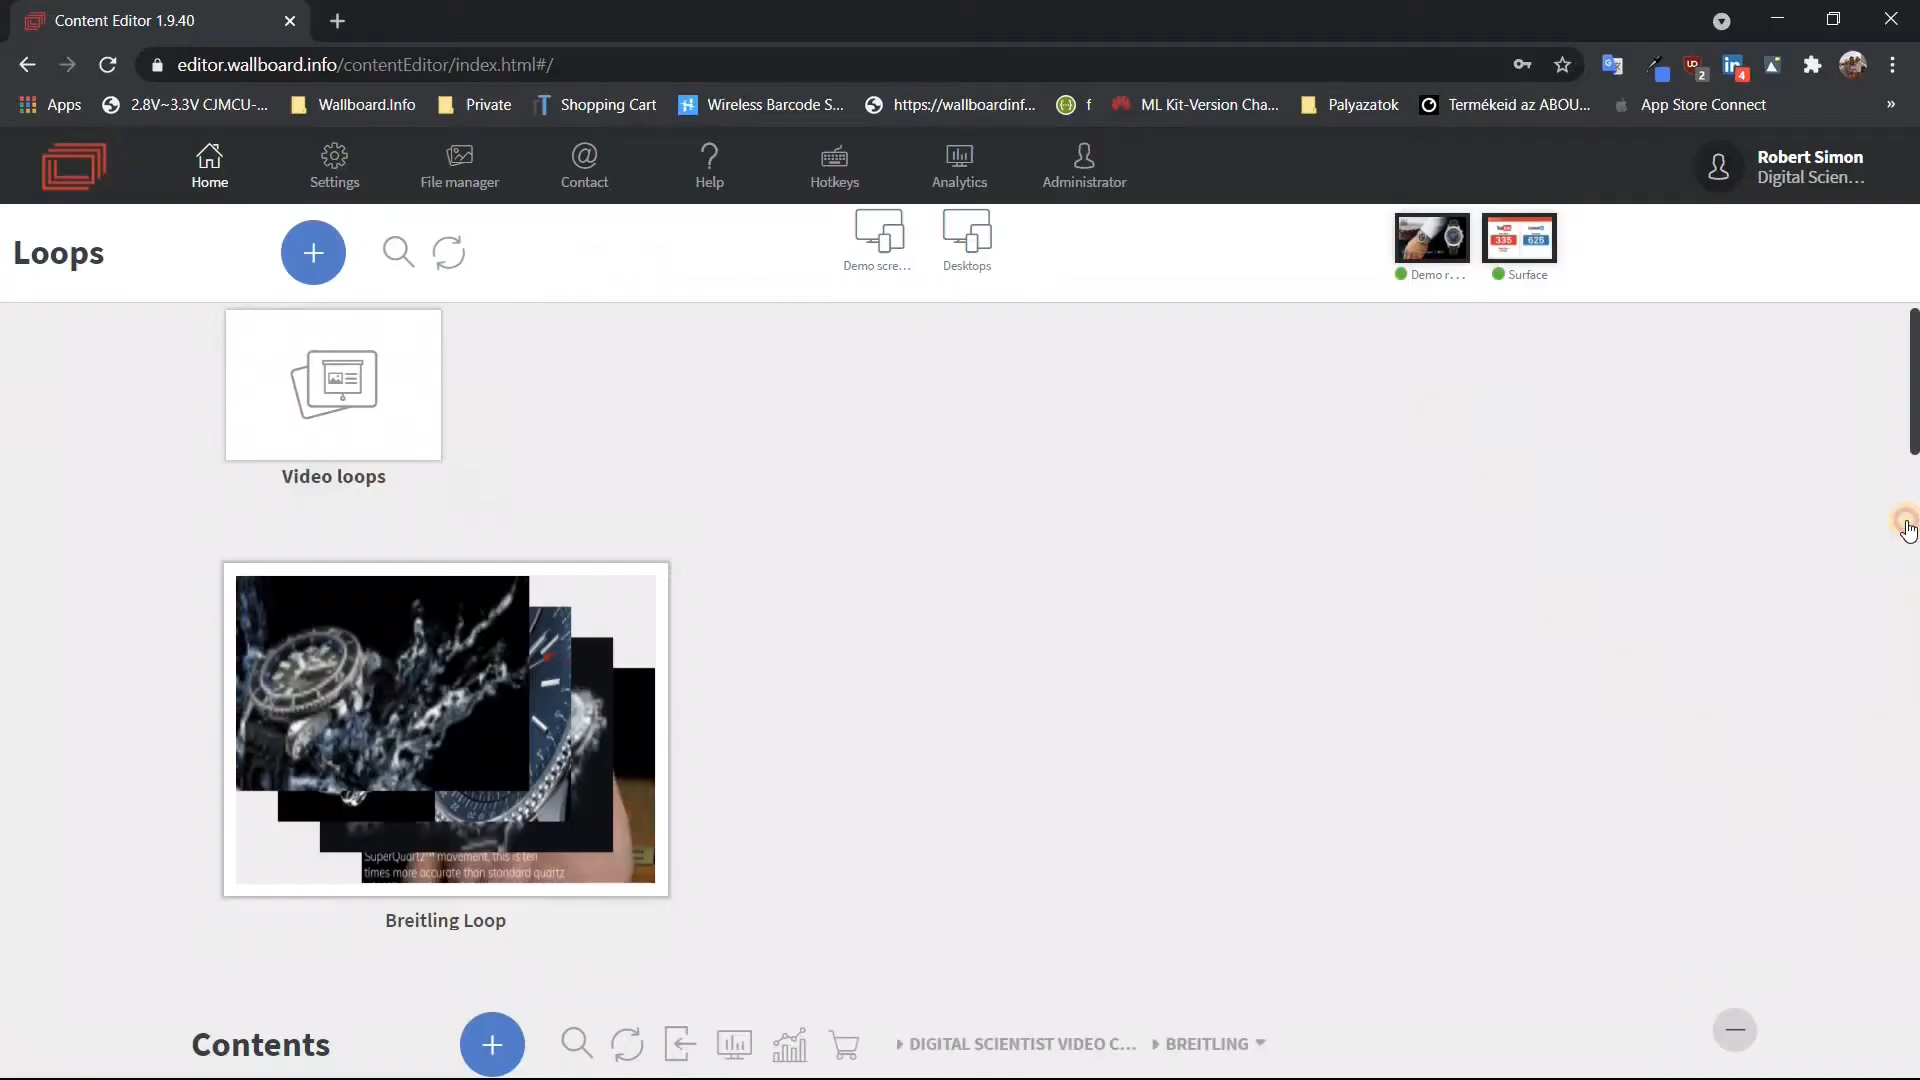 Content Editor 1.9.40
editor.wallboard.info/contentEditor/index.html#/
Apps
2.8V~3.3V CJMCU-...
Wallboard.Info
Private
Shopping Cart
Wireless Barcode S...
https://wallboardinf...
f
ML Kit-Version Cha...
Palyazatok
Termékeid az ABOU...
App Store Connect
»
2
4
Home
Settings
File manager
Contact
Help
Hotkeys
Analytics
Administrator
Robert Simon
Digital Scien...
Loops
Demo scre...
Desktops
335
625
Demo r...
Surface
Video loops
SuperQuartz™ movement, this is ten
times more accurate than standard quartz
Breitling Loop
Contents
DIGITAL SCIENTIST VIDEO C...
BREITLING